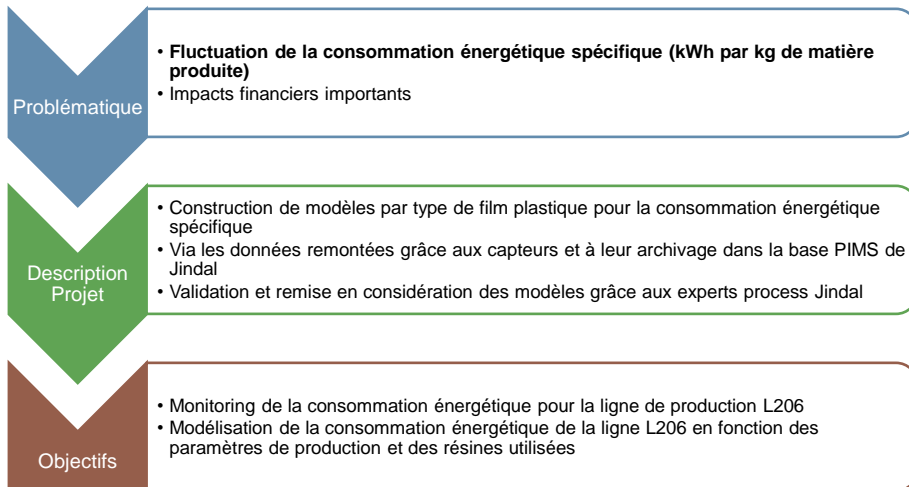 Problématique
• Fluctuation de la consommation énergétique spécifique (kWh par kg de matière
produite)
• Impacts financiers importants
Description
Projet
• Construction de modèles par type de film plastique pour la consommation énergétique
spécifique
• Via les données remontées grâce aux capteurs et à leur archivage dans la base PIMS de
Jindal
• Validation et remise en considération des modèles grâce aux experts process Jindal
Objectifs
• Monitoring de la consommation énergétique pour la ligne de production L206
• Modélisation de la consommation énergétique de la ligne L206 en fonction des
paramètres de production et des résines utilisées